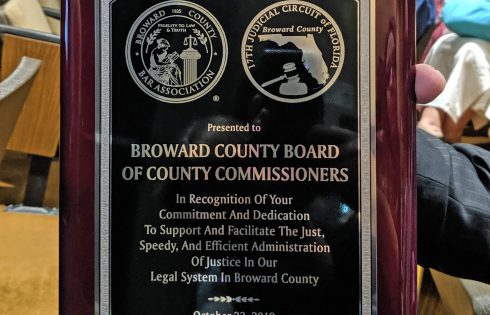 BROWARD COUNTY
1925
FIDELITY TO LAW
& TRUTH
BAR ASSOCIATION
®
17TH JUDICIAL CIRCUIT of FLORIDA
Broward County
Presented to
BROWARD COUNTY BOARD
OF COUNTY COMMISSIONERS
In Recognition Of Your
Commitment And Dedication
To Support And Facilitate The Just,
Speedy, And Efficient Administration
Of Justice In Our
Legal System In Broward County
October